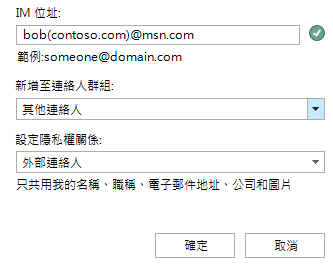 IM 位址:
bob(contoso.com)@msn.com
範例:someone@domain.com
新增至連絡人群組:
其他連絡人
設定隱私權關係:
外部連絡人
只共用我的名稱、職稱、電子郵件地址、公司和圖片
確定
取消